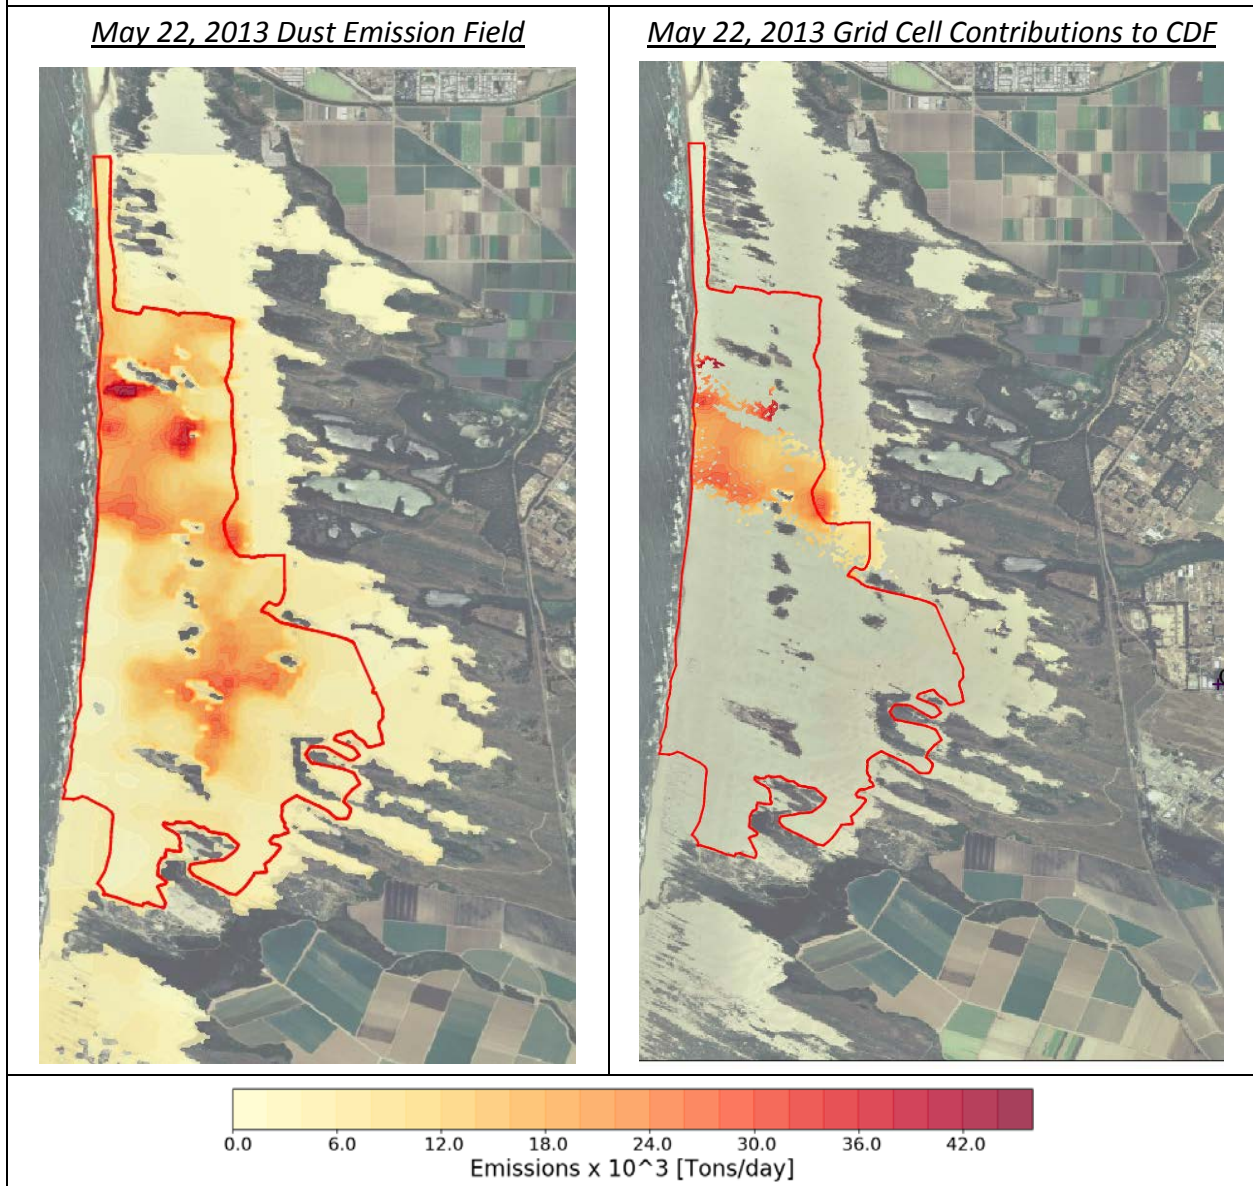 May 22, 2013 Dust Emission Field
May 22, 2013 Grid Cell Contributions to CDF
0.0 6.0 12.0 18.0 24.0 30.0 36.0 42.0
Emissions x 10^3 [Tons/day]